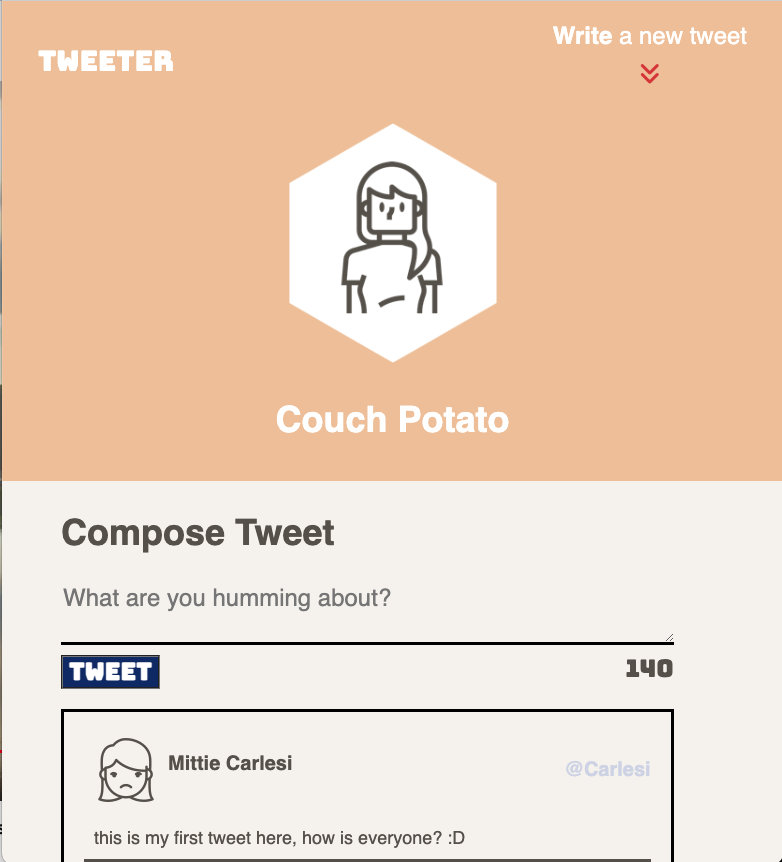 TWEETER
Write a new tweet
Couch Potato
Compose Tweet
What are you humming about?
TWEET
140
Mittie Carlesi
@Carlesi
this is my first tweet here, how is everyone? :D